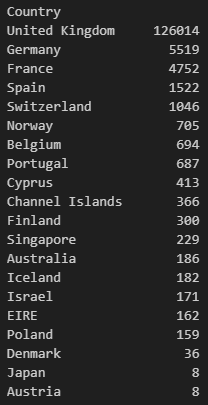 Country
United Kingdom 126014
Germany 5519
France 4752
Spain 1522
Switzerland 1046
Norway 705
Belgium 694
Portugal 687
Cyprus 413
Channel Islands 366
Finland 300
Singapore 229
Australia 186
Iceland 182
Israel 171
EIRE 162
Poland 159
Denmark 36
Japan 8
Austria 8